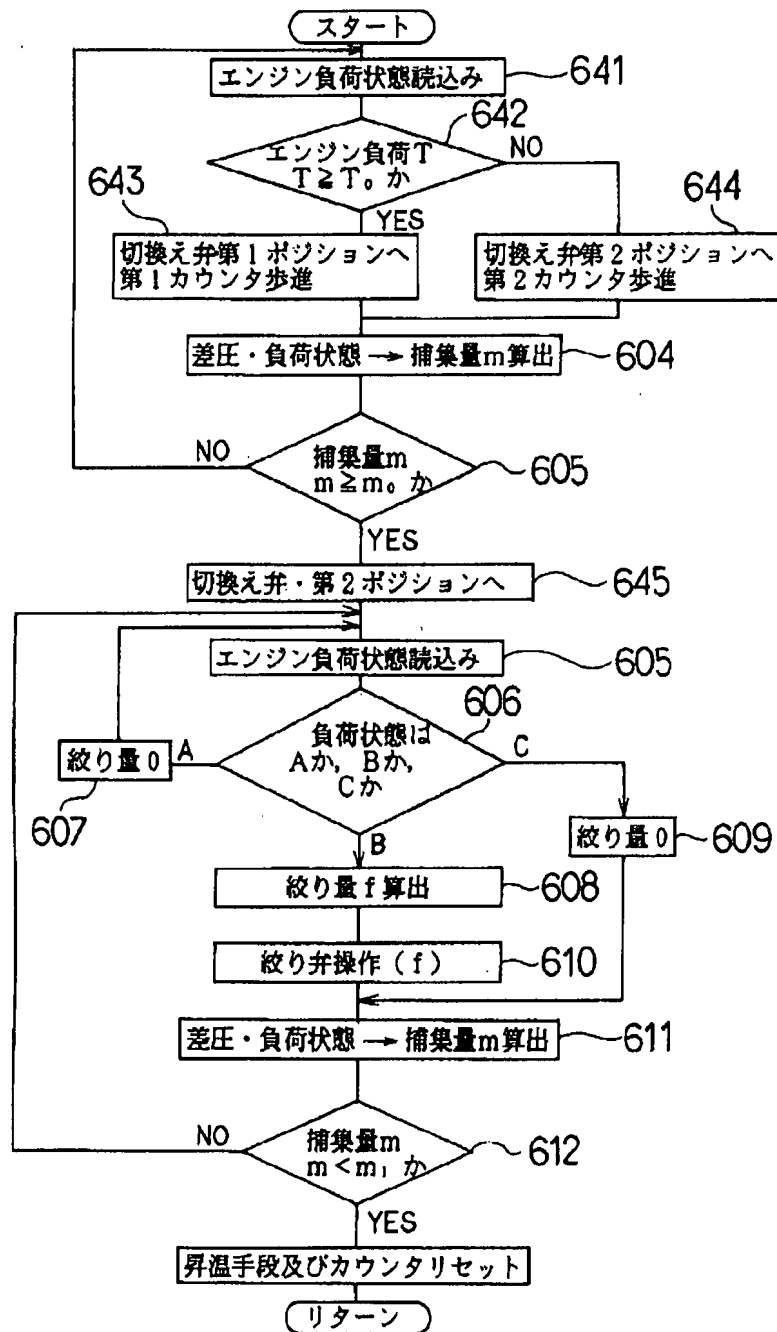 スタート
エンジン負荷状態読込み
641
642
エンジン負荷T
T≧T₀か
NO
YES
643
切換え弁第1ポジションへ
第1カウンタ歩進
644
切換え弁第2ポジションへ
第2カウンタ歩進
差圧・負荷状態→捕集量m算出
604
捕集量m
m≧m₀か
NO
605
YES
切換え弁・第2ポジションへ
645
エンジン負荷状態読込み
605
606
負荷状態は
Aか,Bか,
Cか
A
絞り量0
607
C
絞り量0
609
B
絞り量f算出
608
絞り弁操作(f)
610
差圧・負荷状態→捕集量m算出
611
捕集量m
m<m₁か
NO
612
YES
昇温手段及びカウンタリセット
リターン